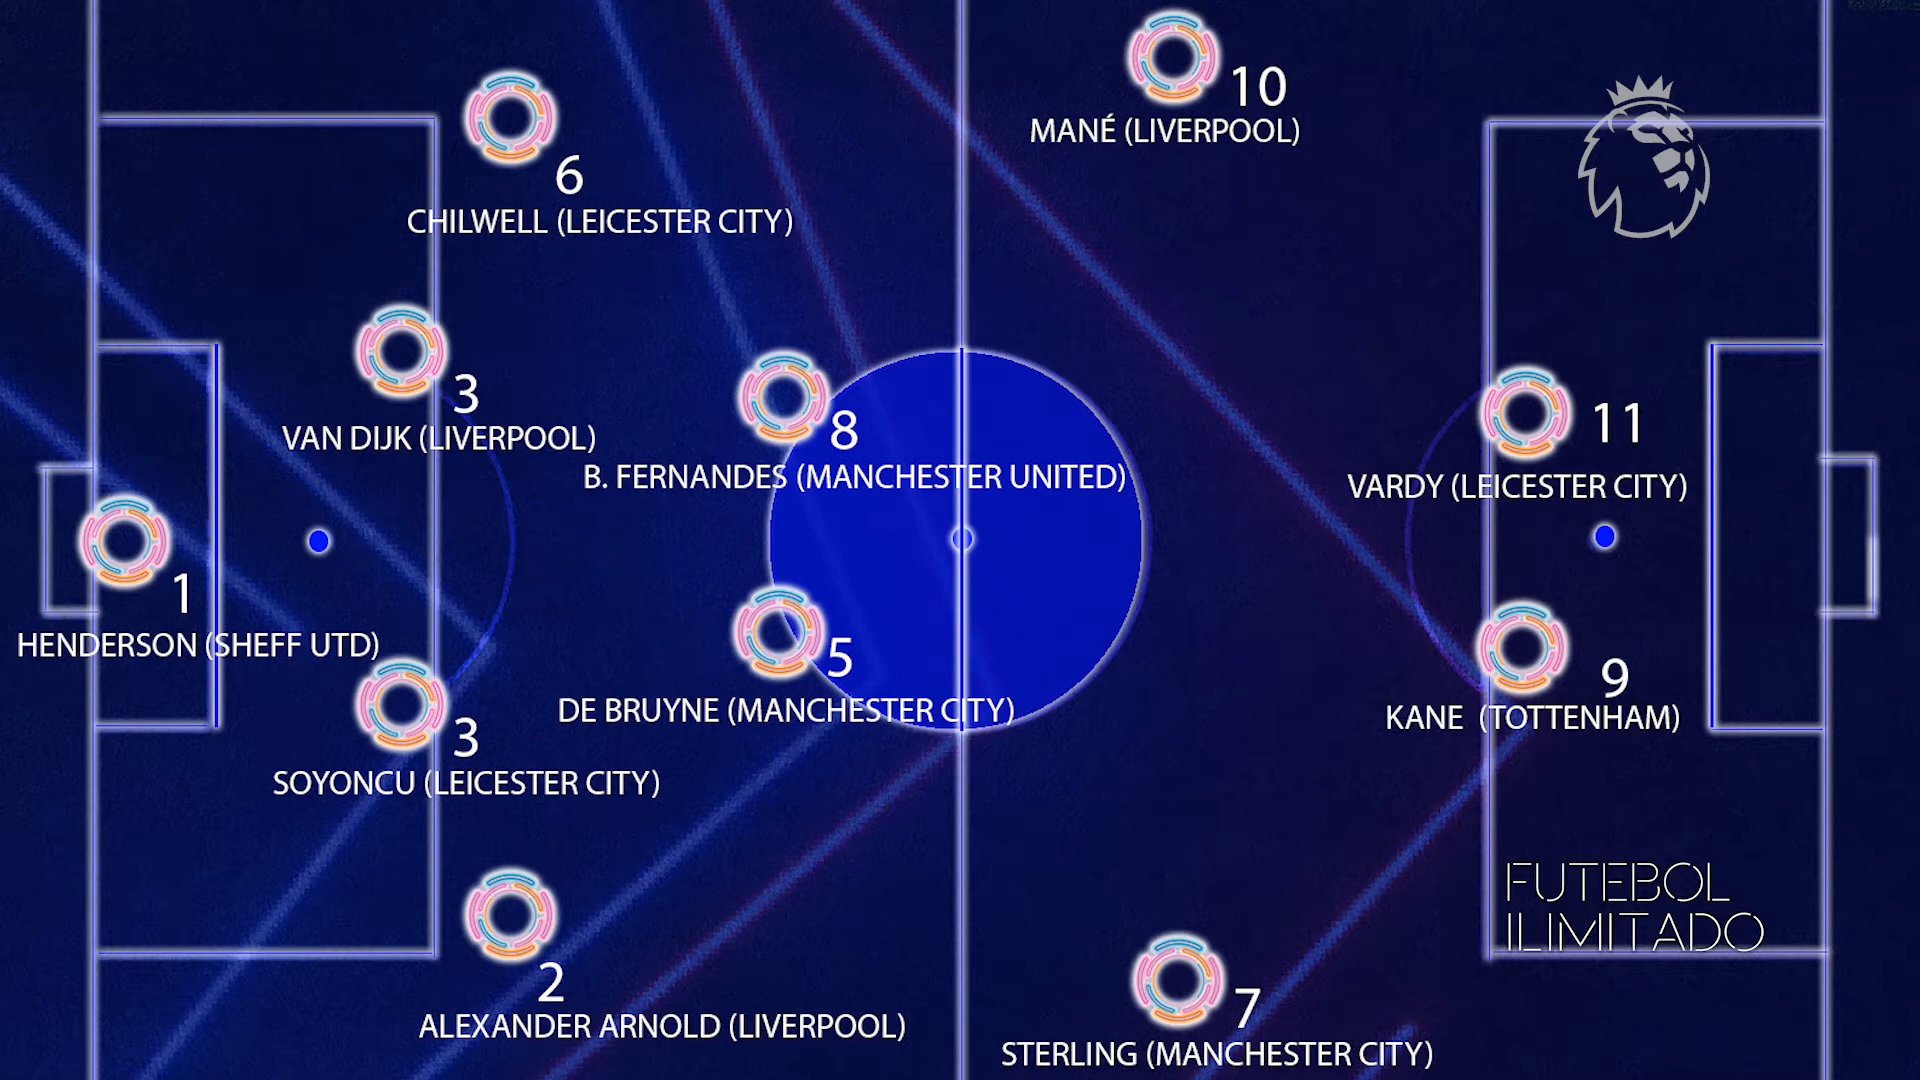 10
MANÉ (LIVERPOOL)
6
CHILWELL (LEICESTER CITY)
3
VAN DIJK (LIVERPOOL)
8
B. FERNANDES (MANCHESTER UNITED)
11
VARDY (LEICESTER CITY)
1
HENDERSON (SHEFF UTD)
5
DE BRUYNE (MANCHESTER CITY)
9
KANE (TOTTENHAM)
3
SOYONCU (LEICESTER CITY)
2
ALEXANDER ARNOLD (LIVERPOOL)
7
STERLING (MANCHESTER CITY)
FUTEBOL
ILIMITADO